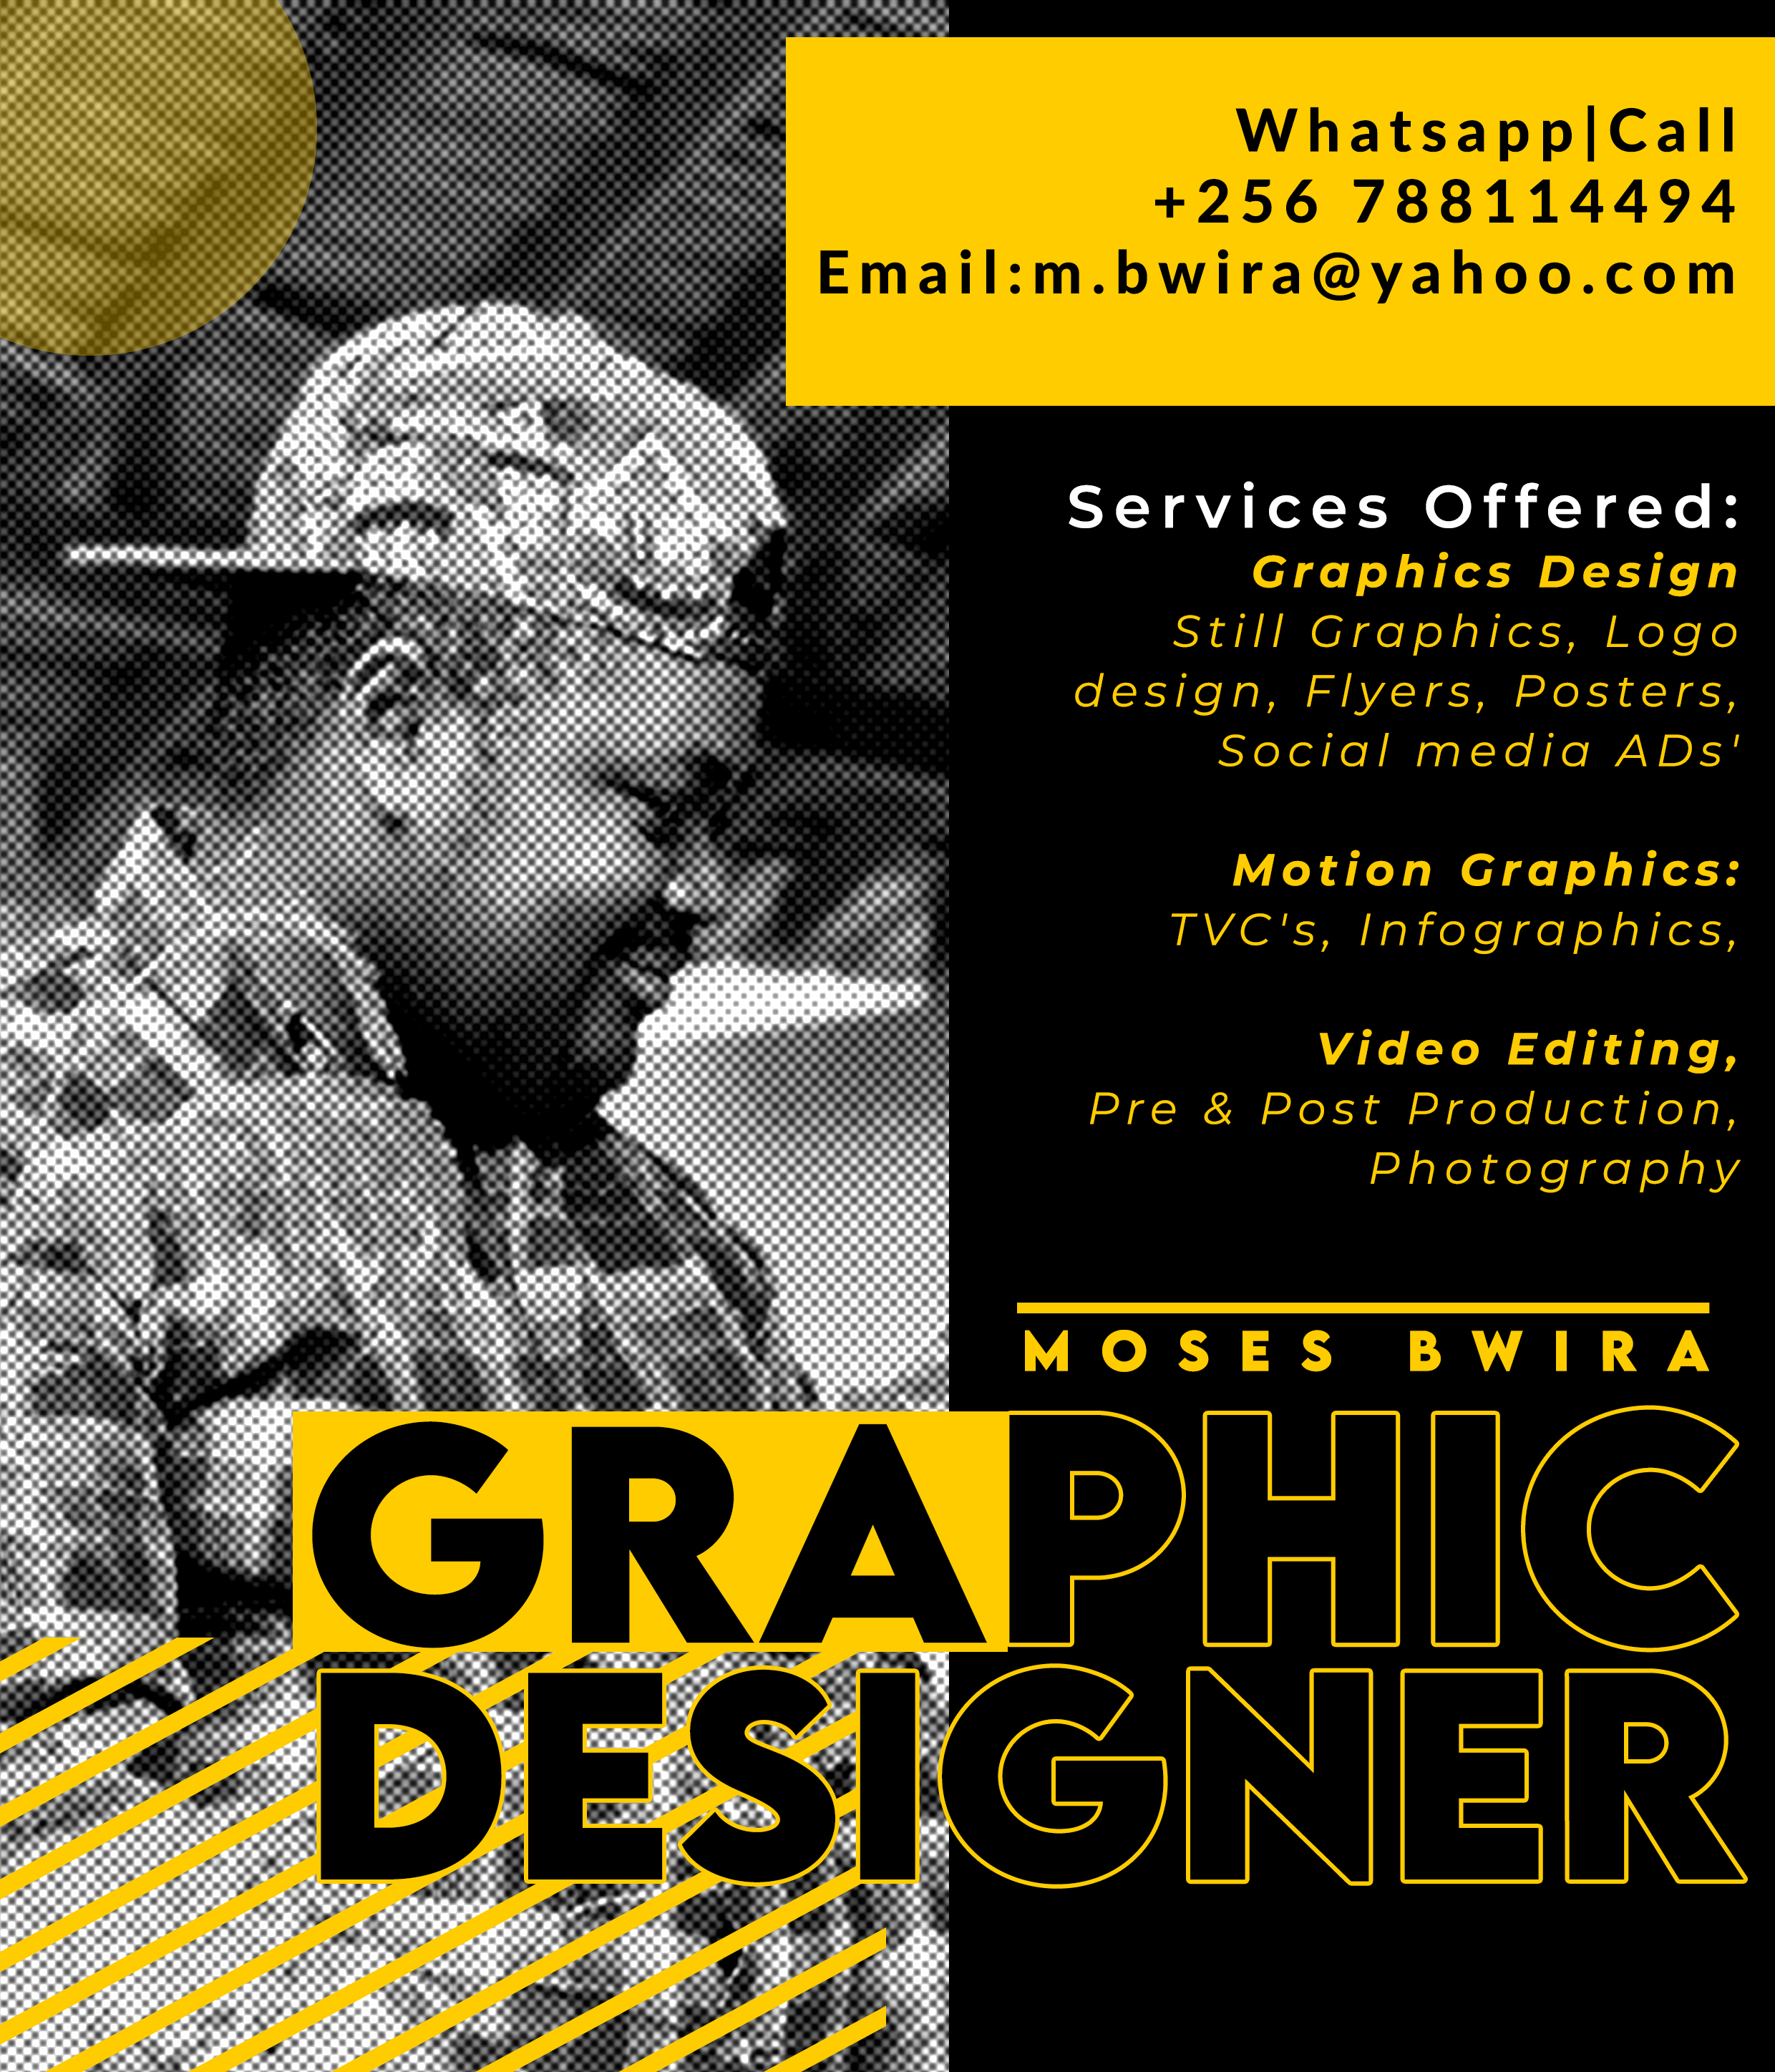 Whatsapp|Call
+256 788114494
Email:m.bwira@yahoo.com
Services Offered:
Graphics Design
Still Graphics, Logo
design, Flyers, Posters,
Social media ADs'
Motion Graphics:
TVC's, Infographics,
Video Editing,
Pre & Post Production,
Photography
MOSES BWIRA
GRAPHIC
DESIGNER